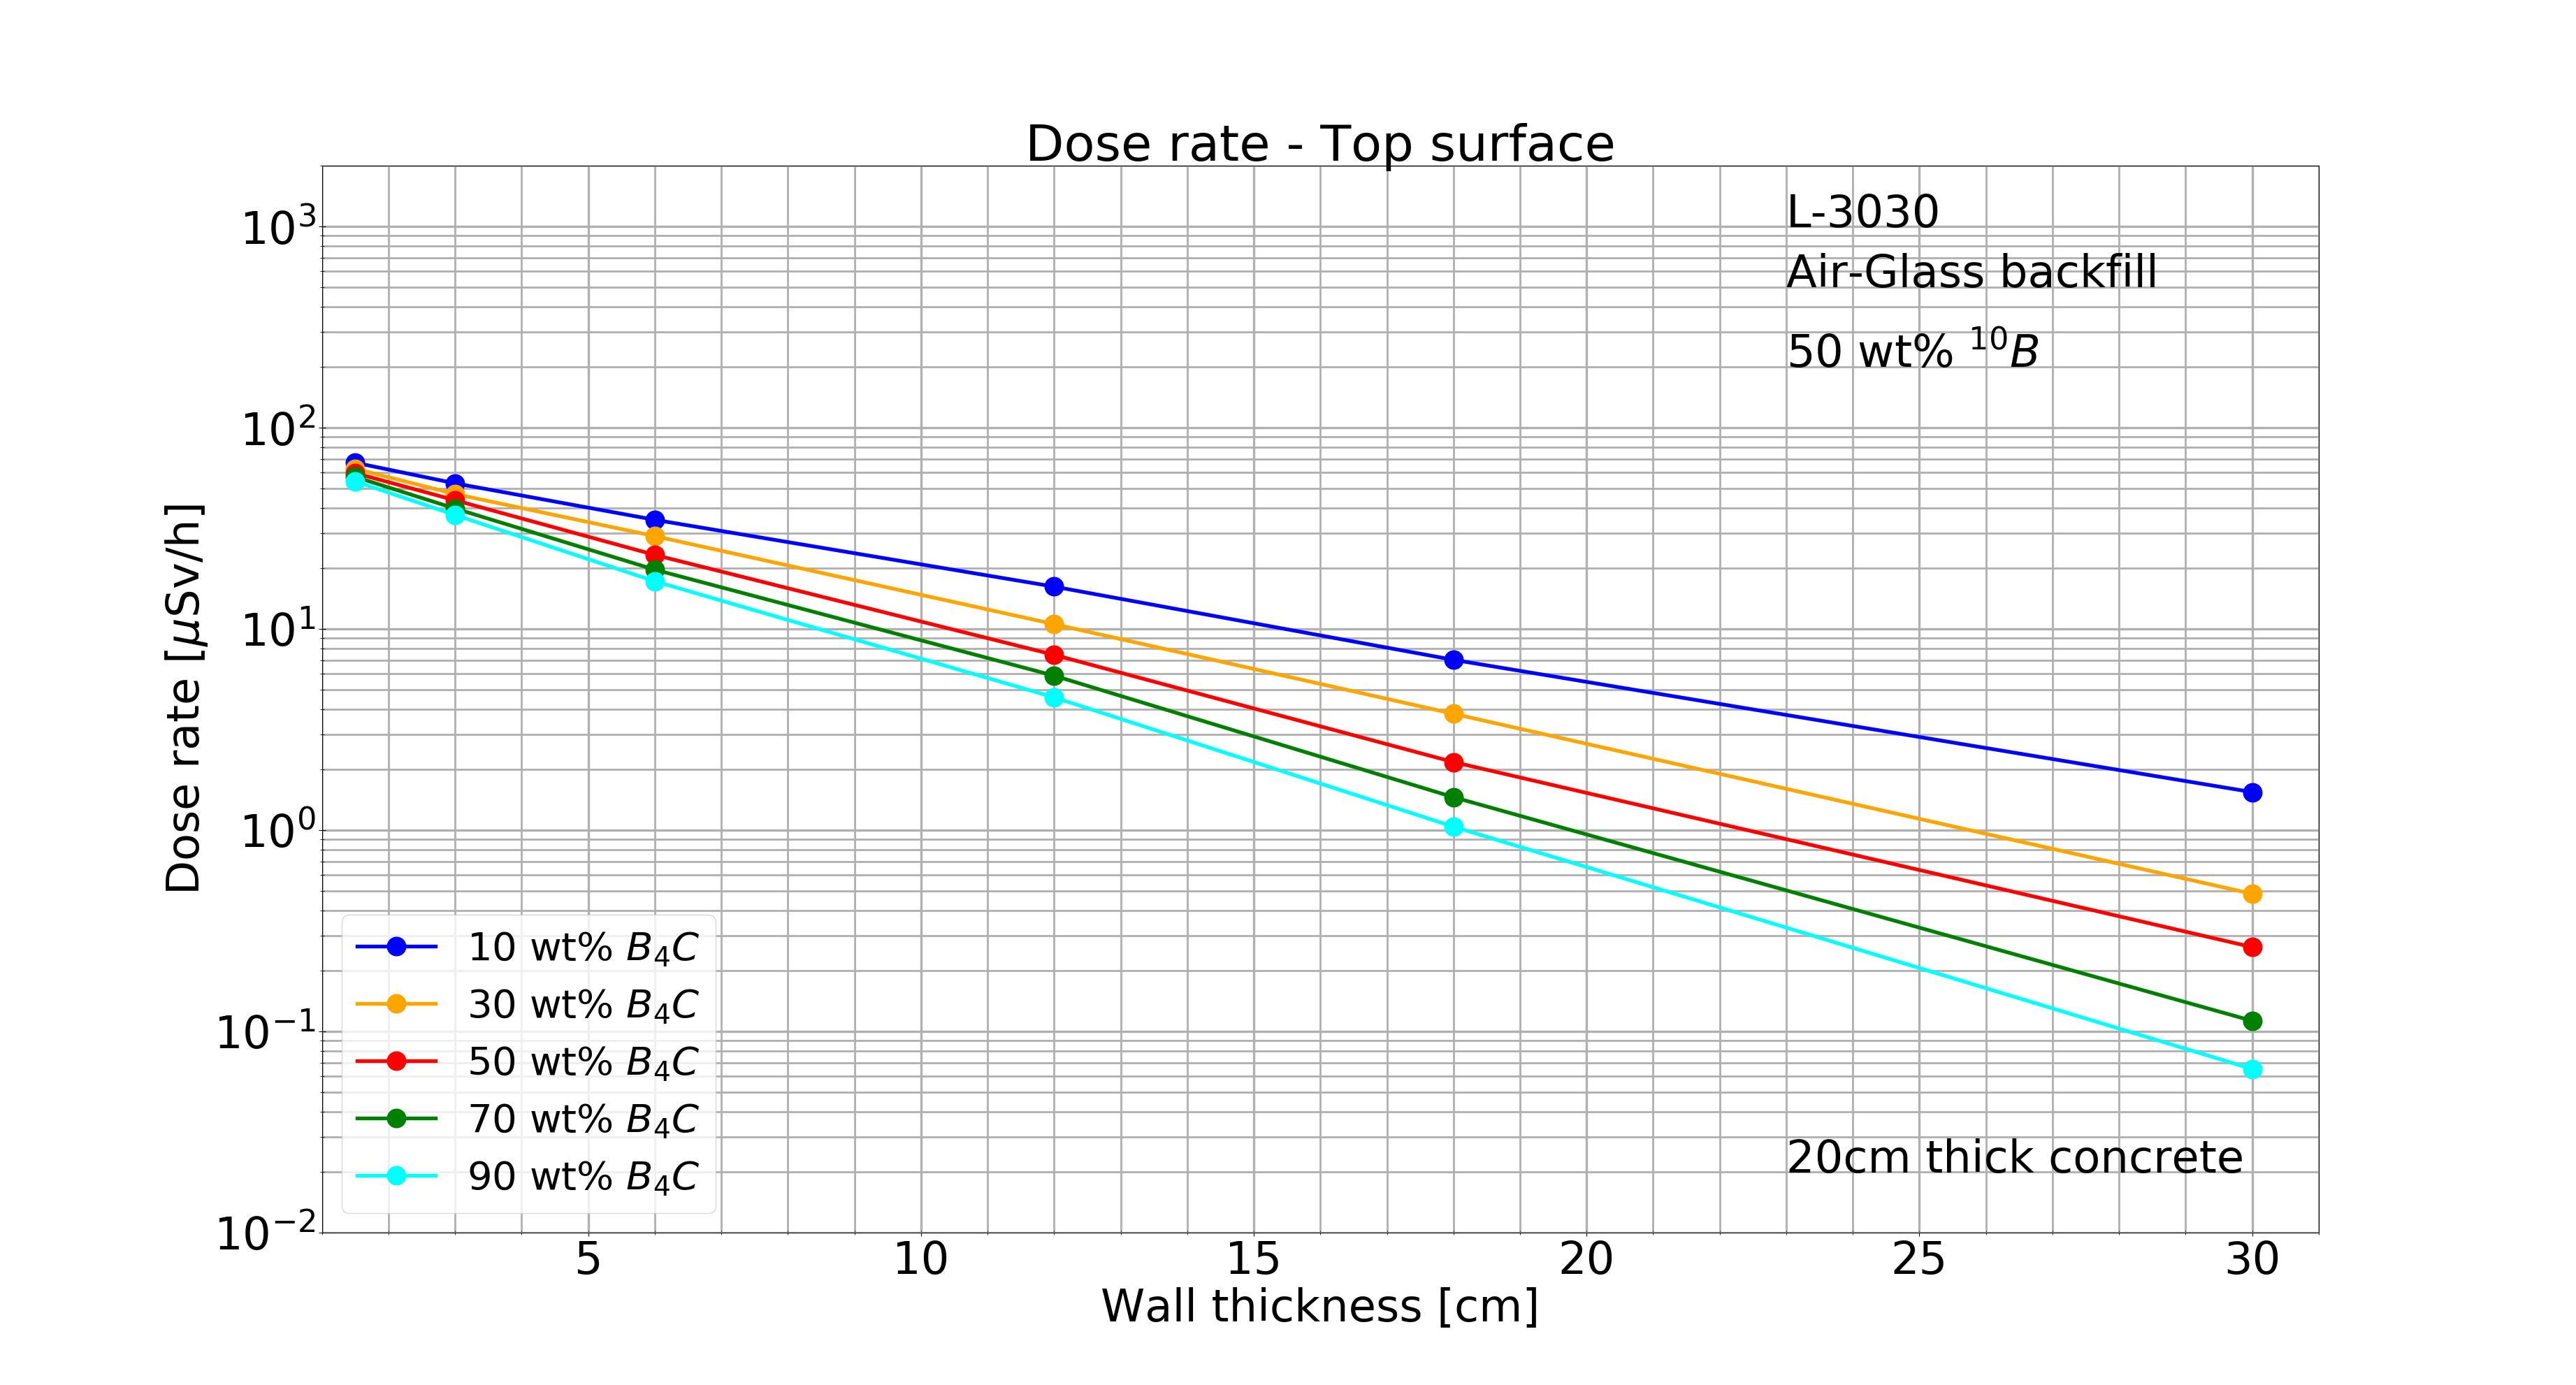 Dose rate - Top surface
L-3030
Air-Glass backfill
50 wt% ¹⁰B
20cm thick concrete
Dose rate [μSv/h]
10³
10²
10¹
10⁰
10⁻¹
10⁻²
10 wt% B₄C
30 wt% B₄C
50 wt% B₄C
70 wt% B₄C
90 wt% B₄C
5 10 15 20 25 30
Wall thickness [cm]